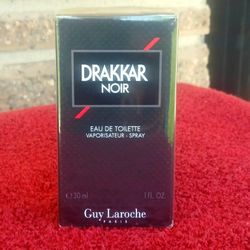 DRAKKAR
NOIR
EAU DE TOILETTE
VAPORISATEUR - SPRAY
℮ 30 ml 1 FL. OZ.
Guy Laroche
PARIS